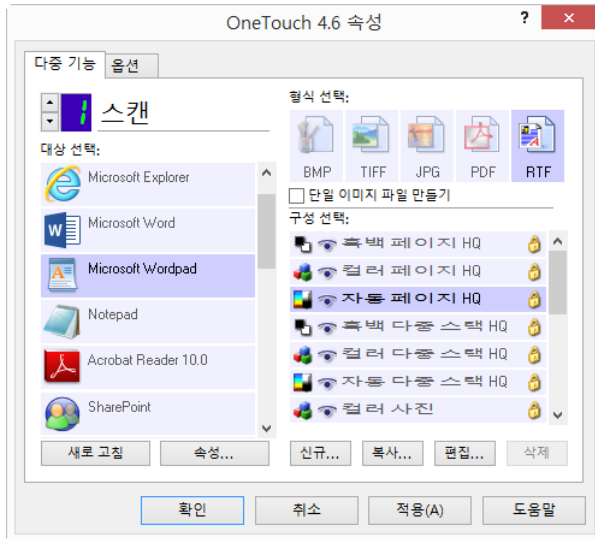 OneTouch 4.6 속성
?
다중 기능
옵션
1 스캔
대상 선택:
Microsoft Explorer
Microsoft Word
Microsoft Wordpad
Notepad
Acrobat Reader 10.0
SharePoint
새로 고침
속성...
형식 선택:
BMP TIFF JPG PDF RTF
단일 이미지 파일 만들기
구성 선택:
흑백 페이지 HQ
컬러 페이지 HQ
자동 페이지 HQ
흑백 다중 스택 HQ
컬러 다중 스택 HQ
자동 다중 스택 HQ
컬러 사진
신규...
복사...
편집...
삭제
확인
취소
적용(A)
도움말